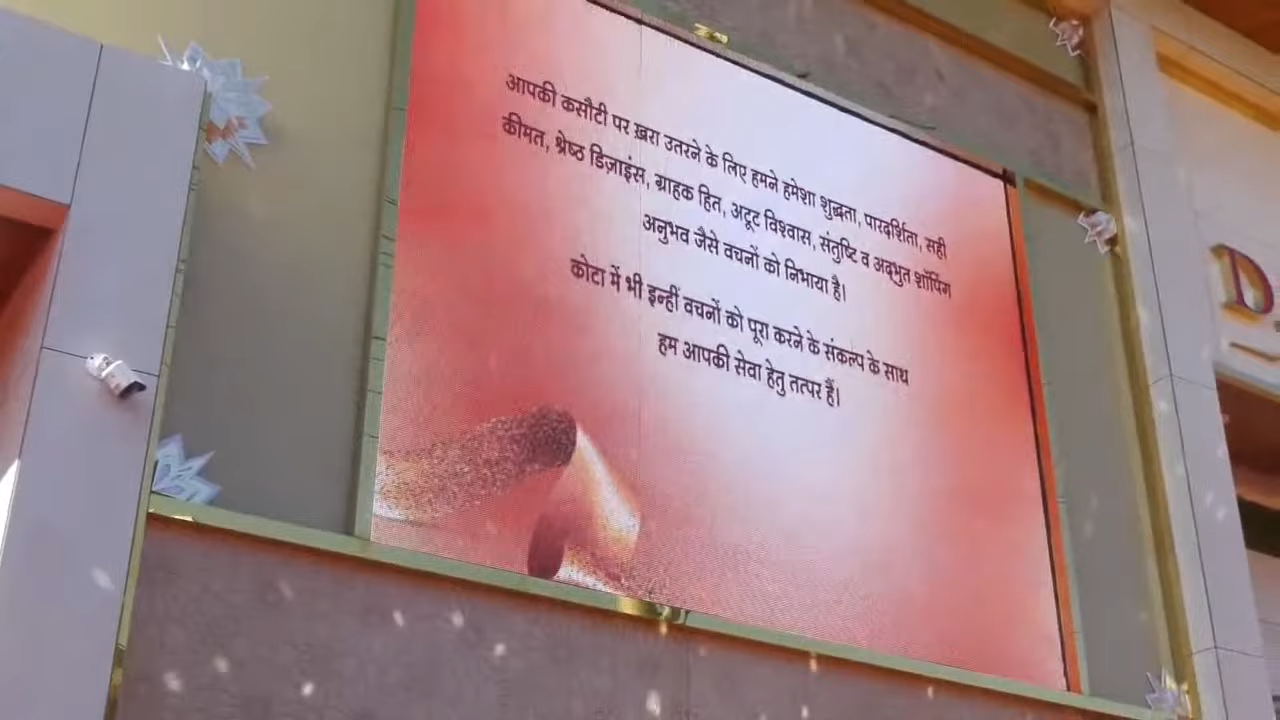 आपकी कसौटी पर ख़रा उतरने के लिए हमने हमेशा शुद्धता, पारदर्शिता, सही
कीमत, श्रेष्ठ डिज़ाइंस, ग्राहक हित, अटूट विश्वास, संतुष्टि व अद्‌भुत शॉपिंग
अनुभव जैसे वचनों को निभाया है।
कोटा में भी इन्हीं वचनों को पूरा करने के संकल्प के साथ
हम आपकी सेवा हेतु तत्पर हैं।
D